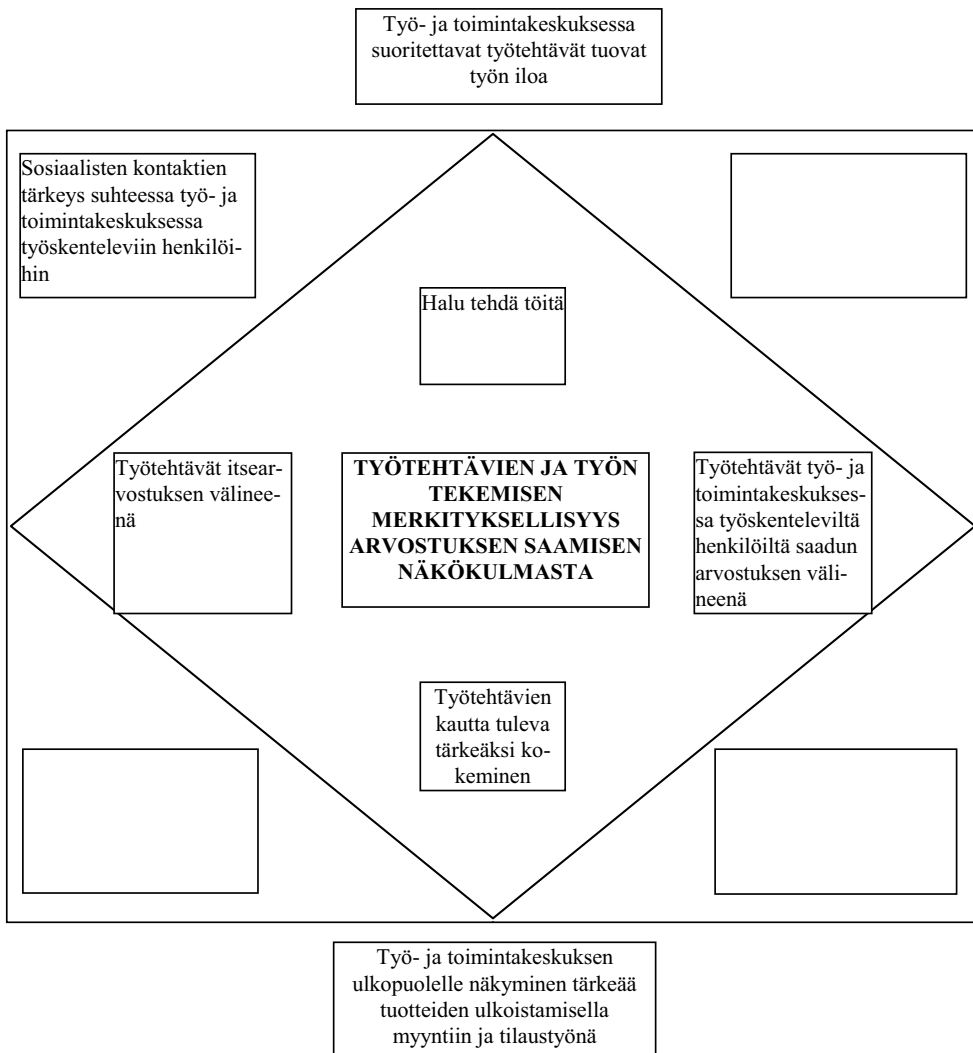 Työ- ja toimintakeskuksessa
suoritettavat työtehtävät tuovat
työn iloa
Sosiaalisten kontaktien
tärkeys suhteessa työ- ja
toimintakeskuksessa
työskenteleviin henkilöi-
hin
Halu tehdä töitä
Työtehtävät itsear-
vostuksen välinee-
nä
TYÖTEHTÄVIEN JA TYÖN
TEKEMISEN
MERKITYKSELLISYYS
ARVOSTUKSEN SAAMISEN
NÄKÖKULMASTA
Työtehtävät työ- ja
toimintakeskukses-
sa työskenteleviltä
henkilöiltä saadun
arvostuksen väli-
neenä
Työtehtävien
kautta tuleva
tärkeäksi ko-
keminen
Työ- ja toimintakeskuksen
ulkopuolelle näkyminen tärkeää
tuotteiden ulkoistamisella
myyntiin ja tilaustyönä